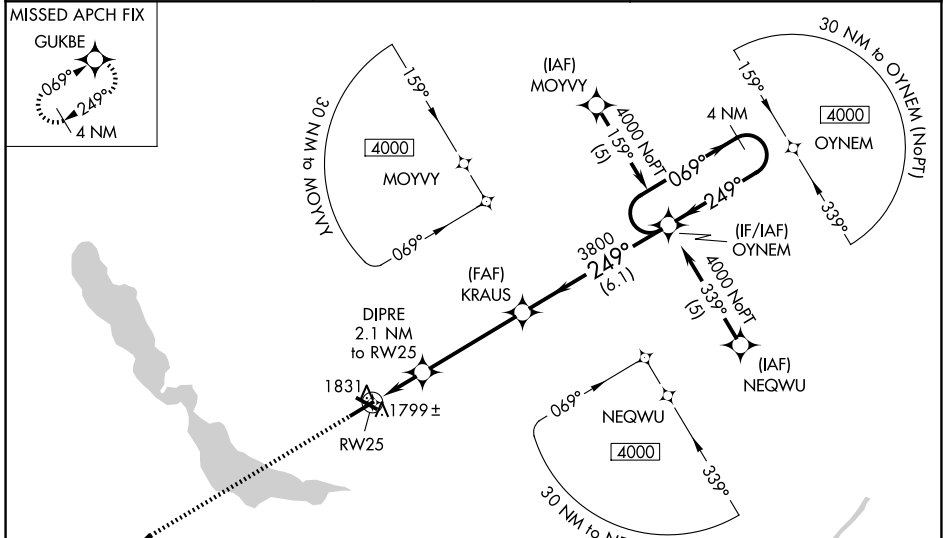 MISSED APCH FIX
GUKBE
069°
249°
4 NM
30 NM to MOYVY
159°
4000
MOYVY
069°
(IAF)
MOYVY
4000 NoPT
159°
(5)
4 NM
069°
249°
30 NM to OYNEM (NoPT)
159°
4000
OYNEM
339°
(IF/IAF)
OYNEM
3800
249°
(6.1)
(FAF)
KRAUS
DIPRE
2.1 NM
to RW25
1831
1799±
RW25
4000 NoPT
339°
(5)
(IAF)
NEQWU
069°
NEQWU
4000
339°
30 NM to NE